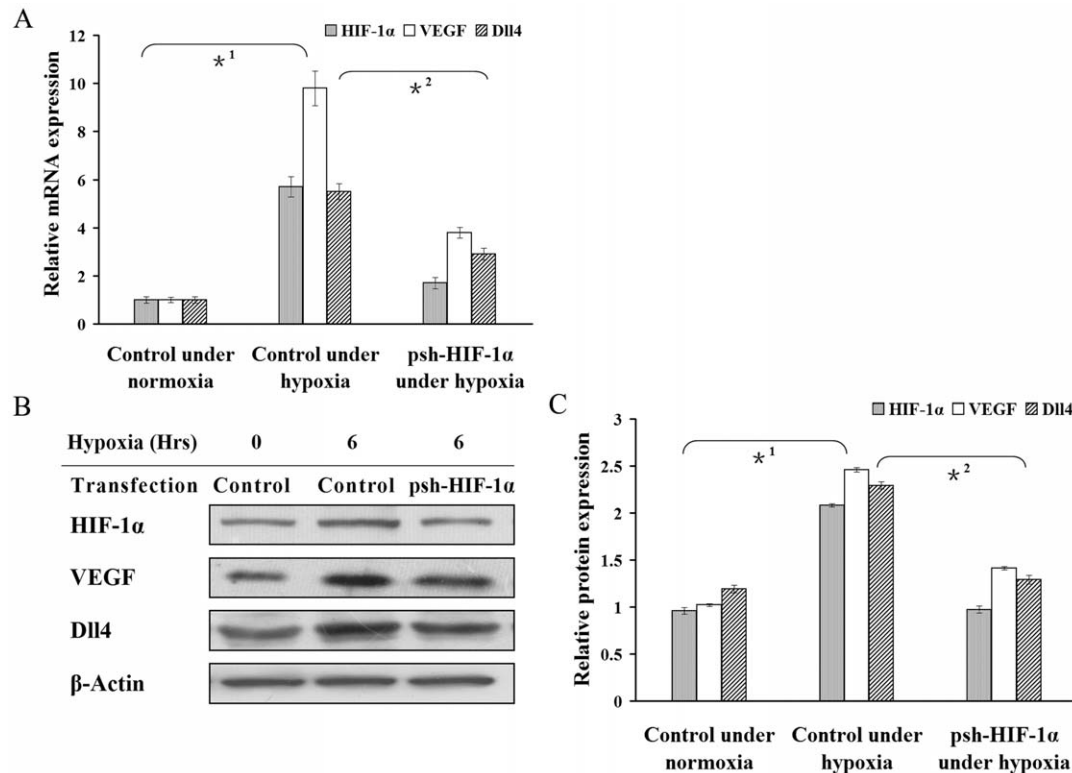 A
HIF-1α VEGF Dll4
Relative mRNA expression
12
10
8
6
4
2
0
*1
*2
Control under normoxia
Control under hypoxia
psh-HIF-1α under hypoxia
B
Hypoxia (Hrs) 0 6 6
Transfection Control Control psh-HIF-1α
HIF-1α
VEGF
Dll4
β-Actin
C
HIF-1α VEGF Dll4
Relative protein expression
3
2.5
2
1.5
1
0.5
0
*1
*2
Control under normoxia
Control under hypoxia
psh-HIF-1α under hypoxia